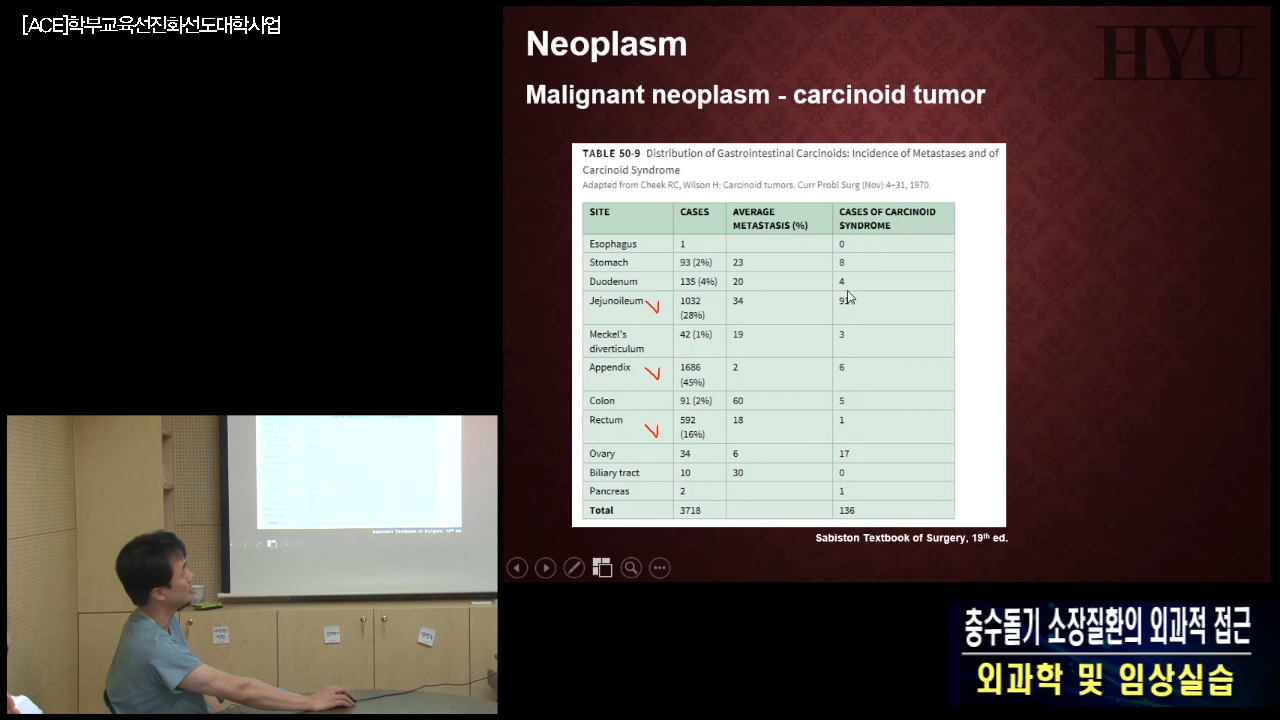 [ACE]학부교육선진화선도대학사업
HYU
Neoplasm
Malignant neoplasm - carcinoid tumor
TABLE 50-9 Distribution of Gastrointestinal Carcinoids: Incidence of Metastases and of
Carcinoid Syndrome
Adapted from Cheek RC, Wilson H: Carcinoid tumors. Curr Probl Surg (Nov):4–31, 1970.
SITE CASES AVERAGE METASTASIS (%) CASES OF CARCINOID SYNDROME
Esophagus 1 0
Stomach 93 (2%) 23 8
Duodenum 135 (4%) 20 4
Jejunoileum 1032 (28%) 34
Meckel's diverticulum 42 (1%) 19 3
Appendix 1686 (45%) 2 6
Colon 91 (2%) 60 5
Rectum 592 (16%) 18 1
Ovary 34 6 17
Biliary tract 10 30 0
Pancreas 2 1
Total 3718 136
Sabiston Textbook of Surgery, 19th ed.
Sabiston Textbook of Surgery, 19th ed.
충수돌기 소장질환의 외과적 접근
외과학 및 임상실습